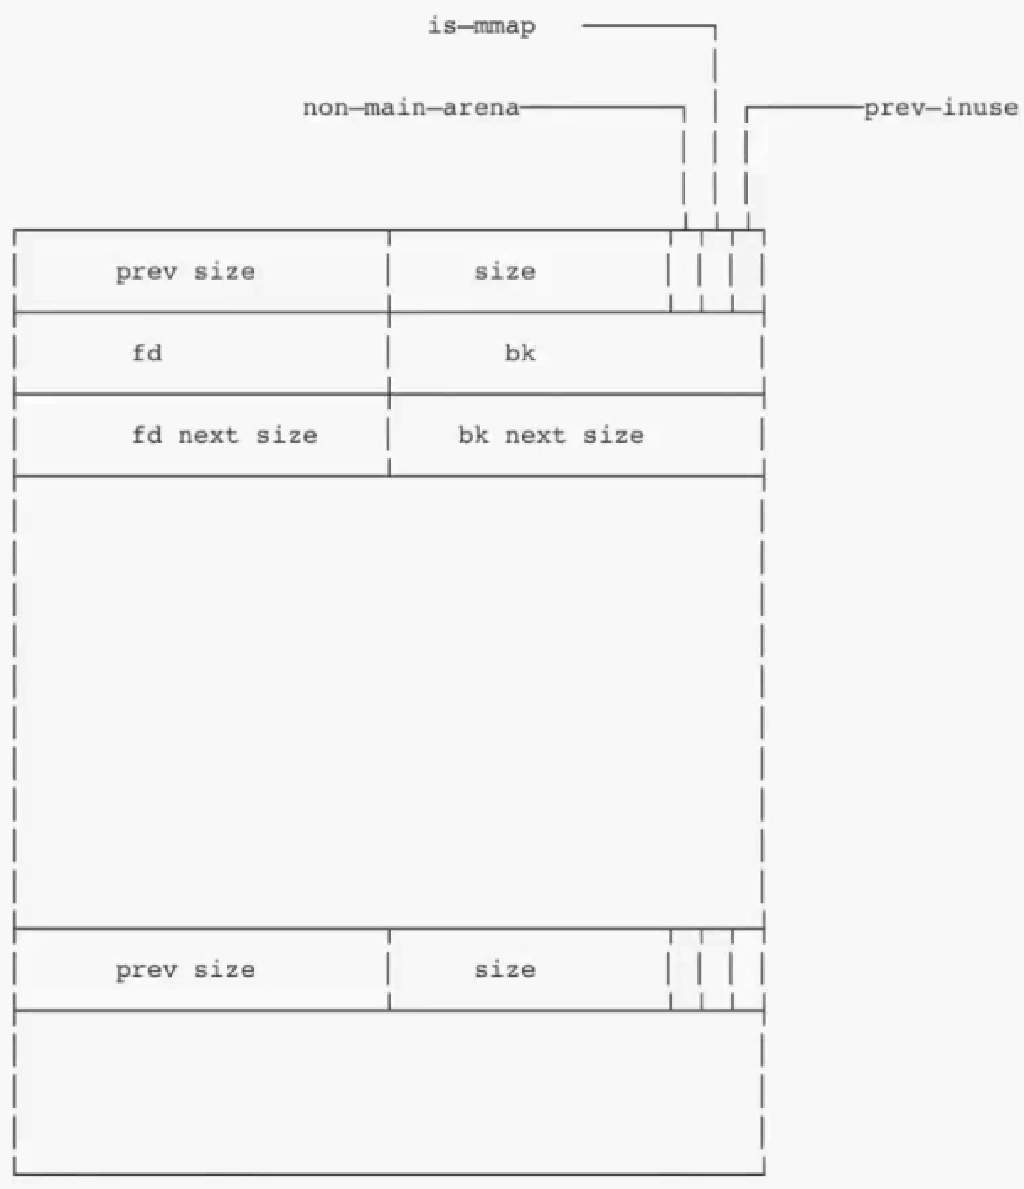 is-mmap
non-main-arena prev-inuse
prev size size
fd bk
fd next size bk next size
prev size size